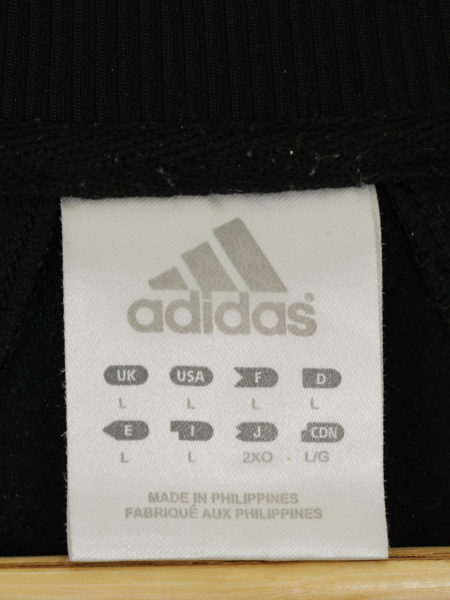 adidas®
UK USA F D
L L L L
E I J. CDN
L L 2XO . L/G
MADE IN PHILIPPINES
FABRIQUÉ AUX PHILIPPINES